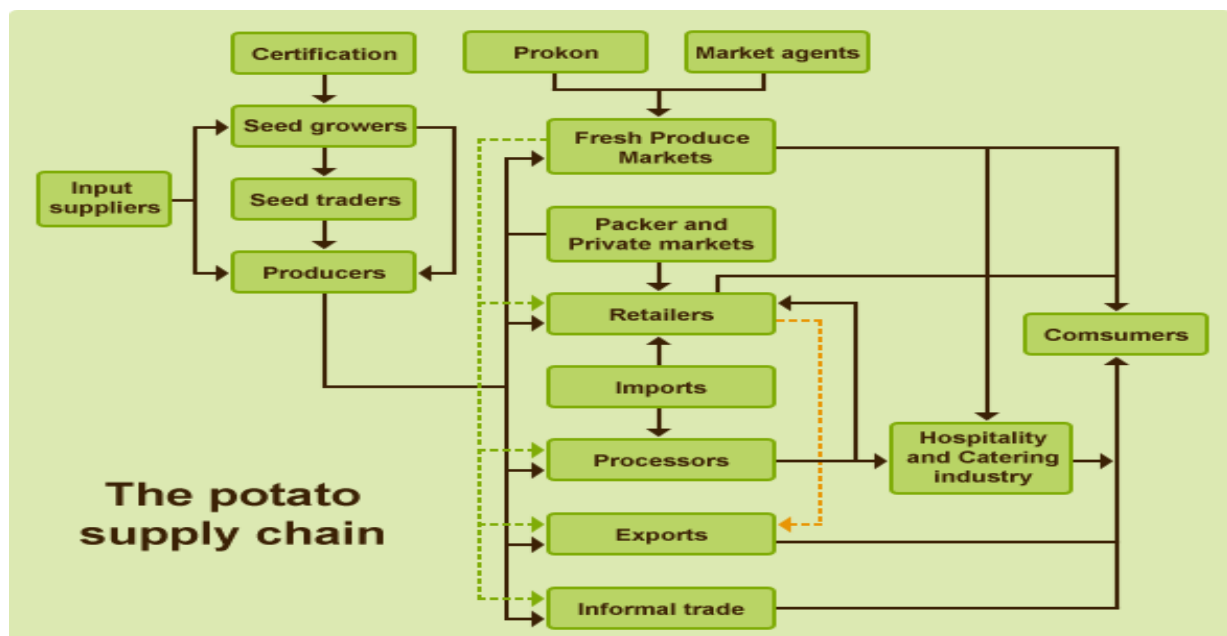 Certification
Prokon
Market agents
Seed growers
Fresh Produce
Markets
Input
suppliers
Seed traders
Packer and
Private markets
Producers
Retailers
Comsumers
Imports
Processors
Hospitality
and Catering
industry
The potato
supply chain
Exports
Informal trade